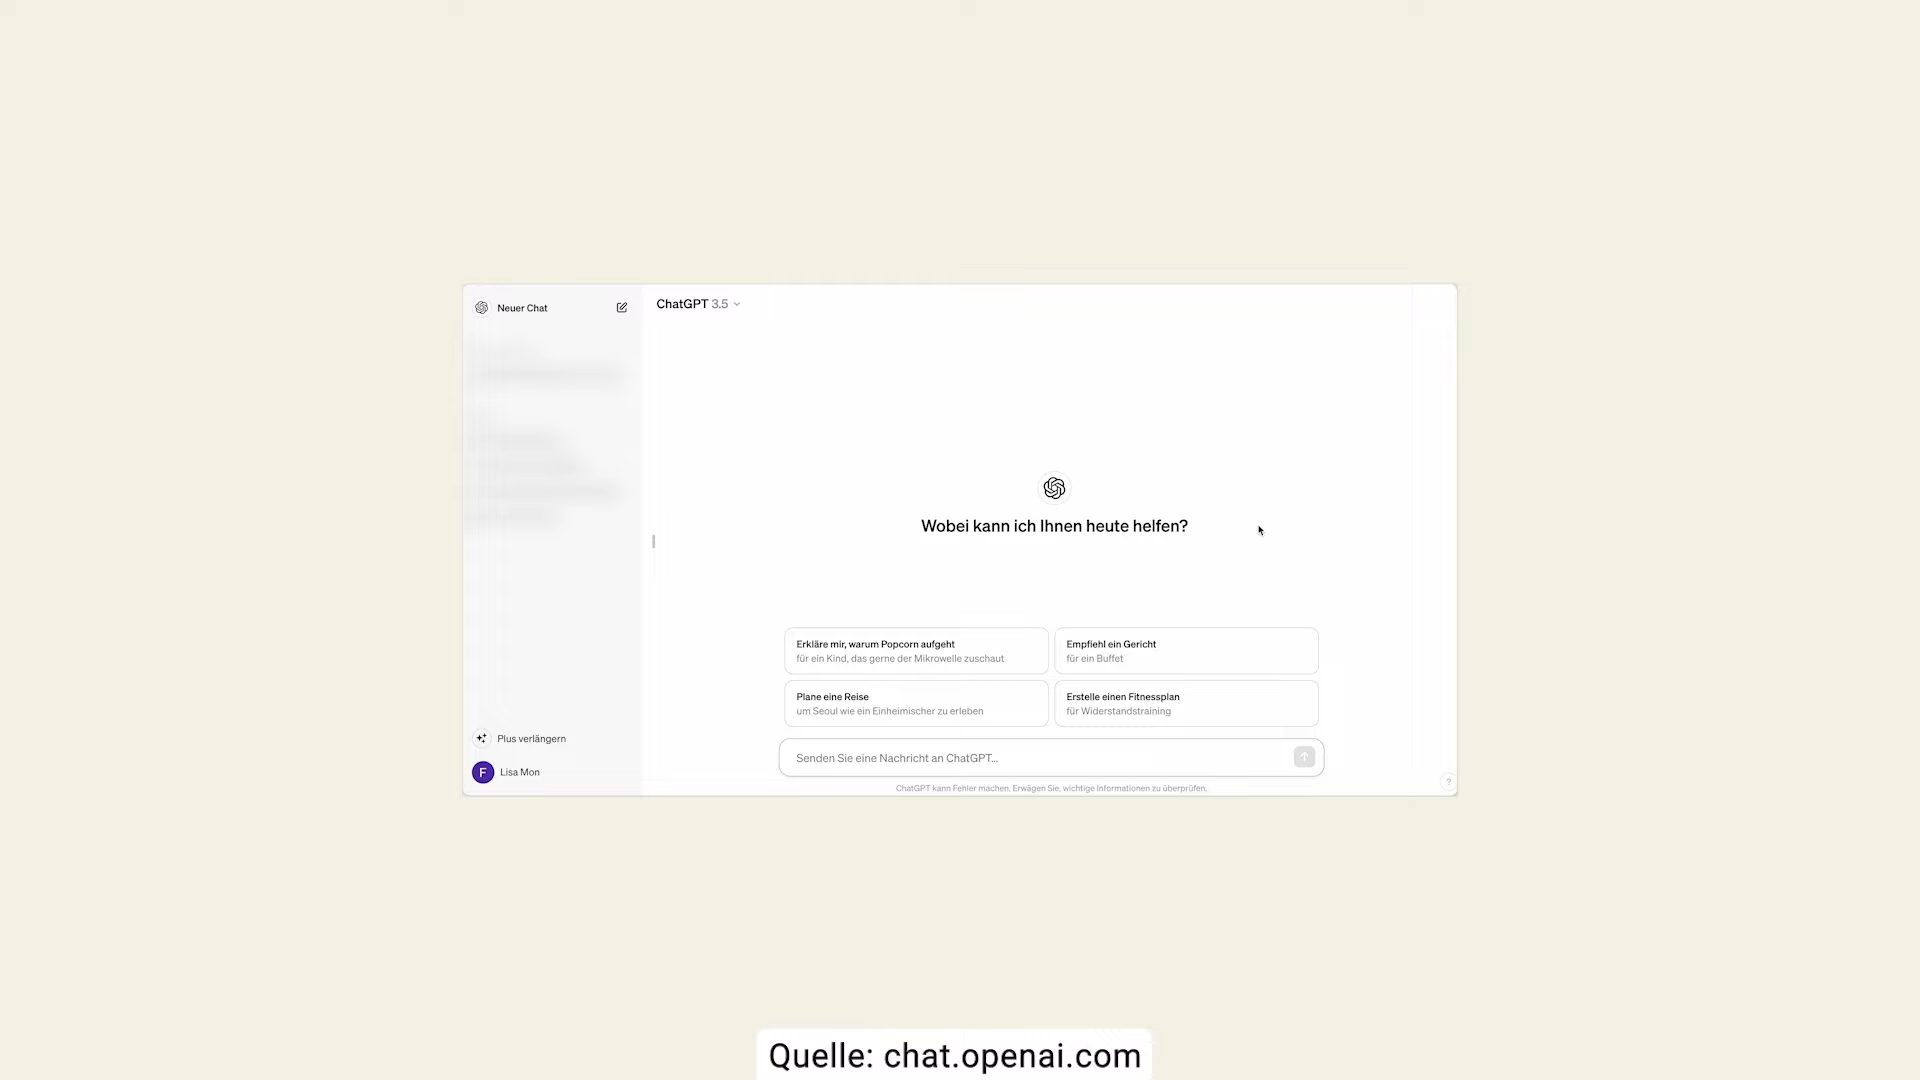 Neuer Chat
ChatGPT 3.5
Wobei kann ich Ihnen heute helfen?
Erkläre mir, warum Popcorn aufgeht
für ein Kind, das gerne der Mikrowelle zuschaut
Empfiehl ein Gericht
für ein Buffet
Plane eine Reise
um Seoul wie ein Einheimischer zu erleben
Erstelle einen Fitnessplan
für Widerstandstraining
Plus verlängern
F
Lisa Mon
Senden Sie eine Nachricht an ChatGPT...
ChatGPT kann Fehler machen. Erwägen Sie, wichtige Informationen zu überprüfen.
?
Quelle: chat.openai.com